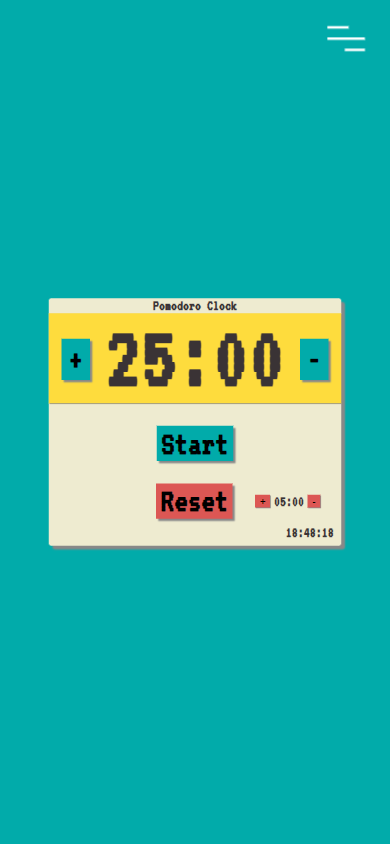 Pomodoro Clock
+ 25:00 -
Start
Reset + 05:00 -
18:48:18